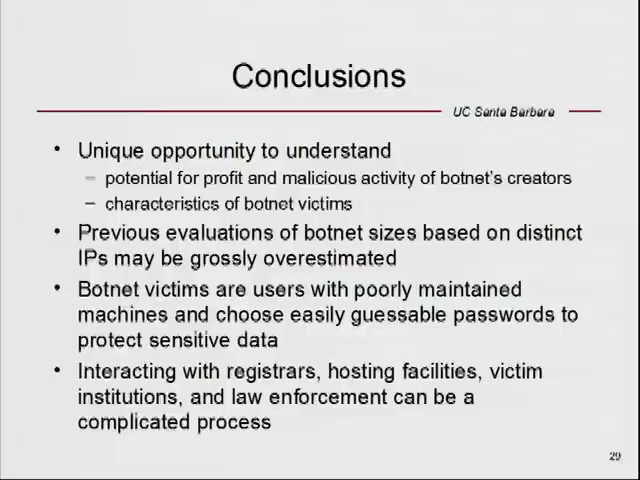 Conclusions
UC Santa Barbara
• Unique opportunity to understand
– potential for profit and malicious activity of botnet's creators
– characteristics of botnet victims
• Previous evaluations of botnet sizes based on distinct
IPs may be grossly overestimated
• Botnet victims are users with poorly maintained
machines and choose easily guessable passwords to
protect sensitive data
• Interacting with registrars, hosting facilities, victim
institutions, and law enforcement can be a
complicated process
29